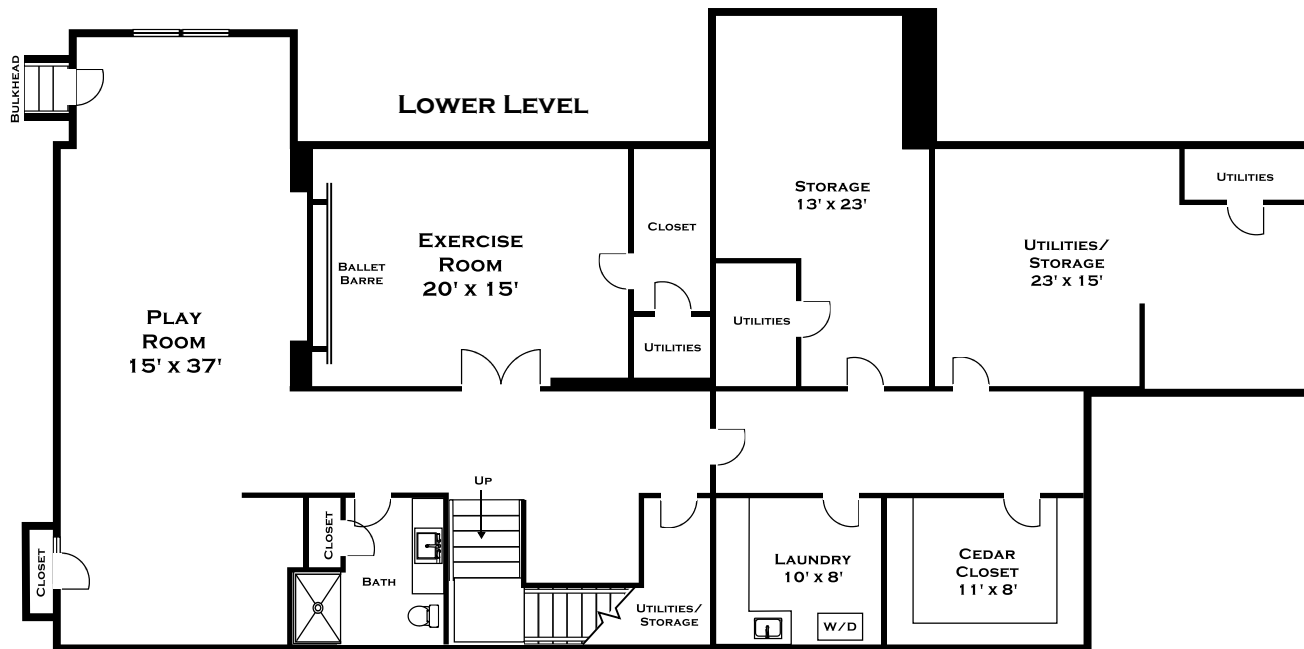 BULKHEAD
LOWER LEVEL
STORAGE
13' X 23'
UTILITIES
CLOSET
EXERCISE
ROOM
20' X 15'
BALLET
BARRE
UTILITIES/
STORAGE
23' X 15'
PLAY
ROOM
15' X 37'
UTILITIES
UTILITIES
UP
CLOSET
CLOSET
BATH
LAUNDRY
10' X 8'
CEDAR
CLOSET
11' X 8'
UTILITIES/
STORAGE
W/D